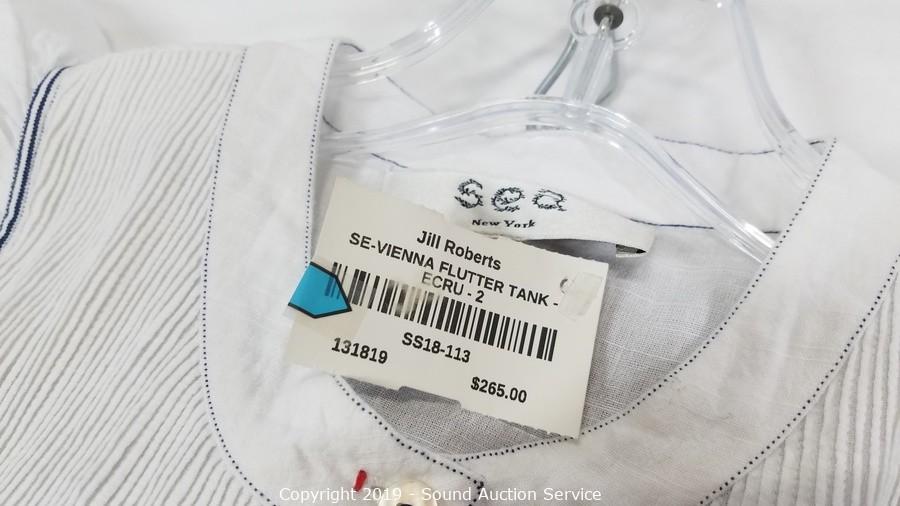 sea
New York
Jill Roberts
SE-VIENNA FLUTTER TANK -
ECRU - 2
SS18-113
131819
$265.00
Copyright 2019 - Sound Auction Service